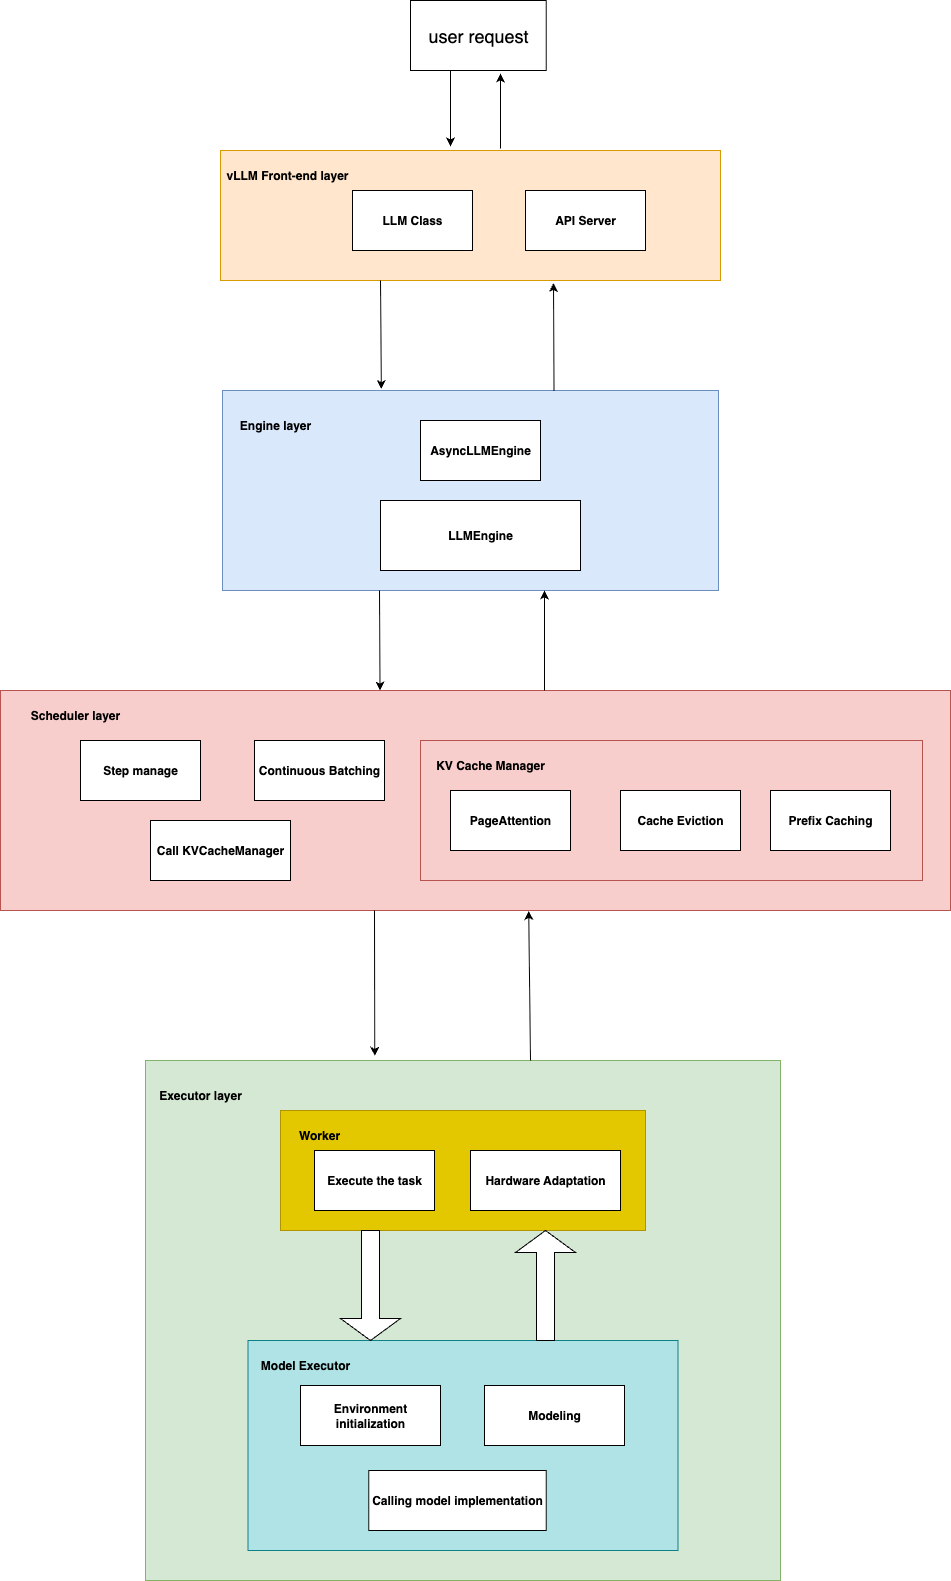 user request
vLLM Front-end layer
LLM Class
API Server
Engine layer
AsyncLLMEngine
LLMEngine
Scheduler layer
Step manage
Continuous Batching
Call KVCacheManager
KV Cache Manager
PageAttention
Cache Eviction
Prefix Caching
Executor layer
Worker
Execute the task
Hardware Adaptation
Model Executor
Environment
initialization
Modeling
Calling model implementation